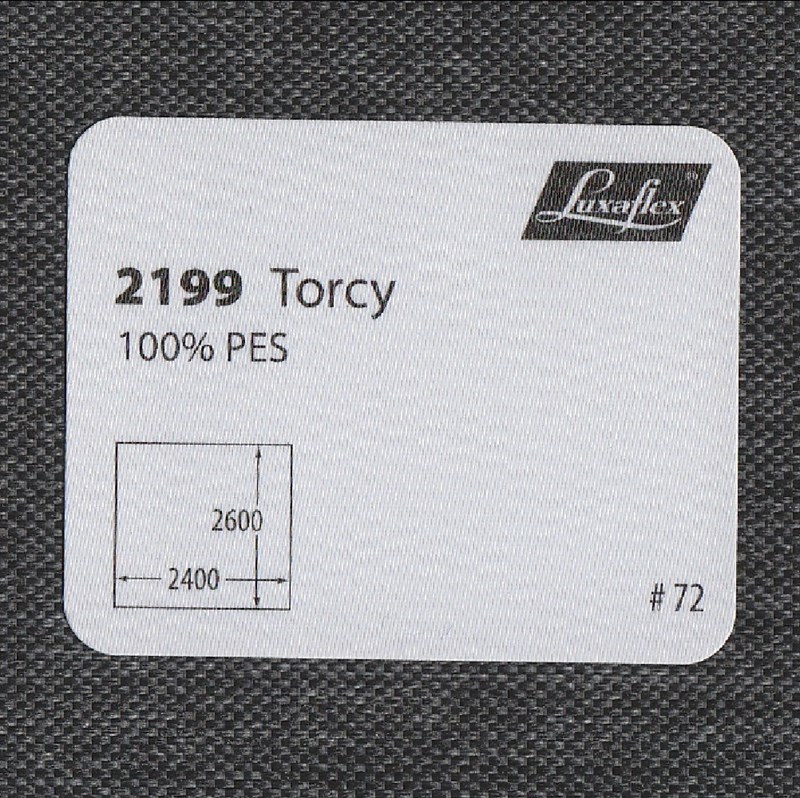 Luxaflex
2199 Torcy
100% PES
2600
2400
# 72